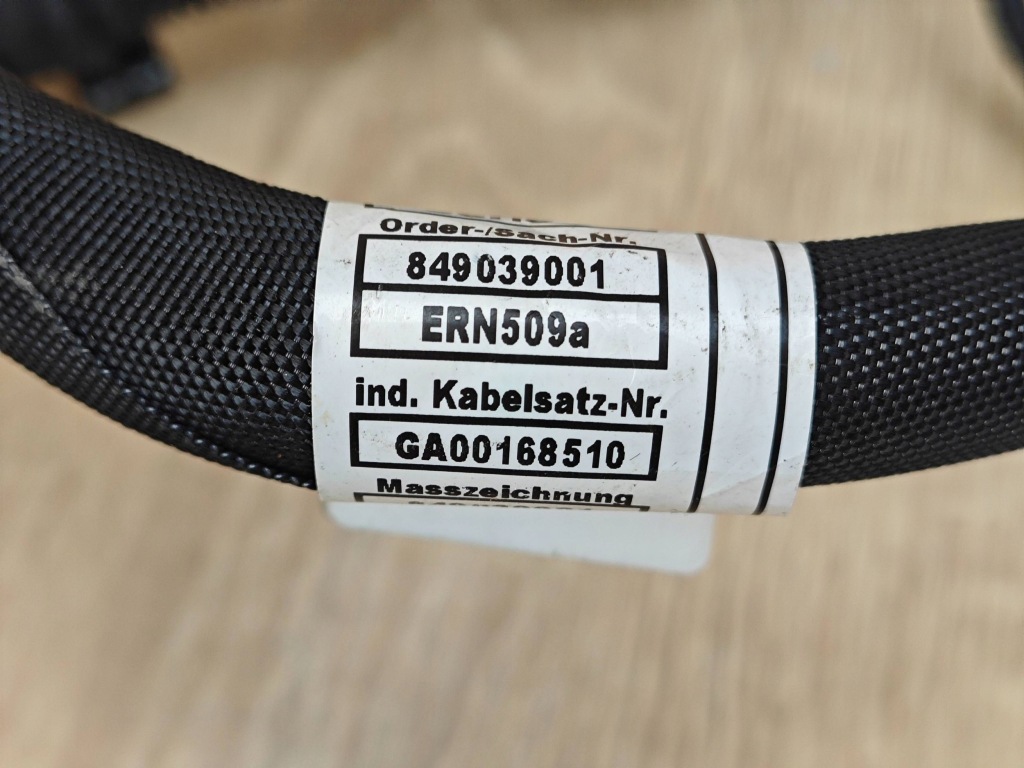 Order-/Sach-Nr.
849039001
ERN509a
ind. Kabelsatz-Nr.
GA00168510
Masszeichnung